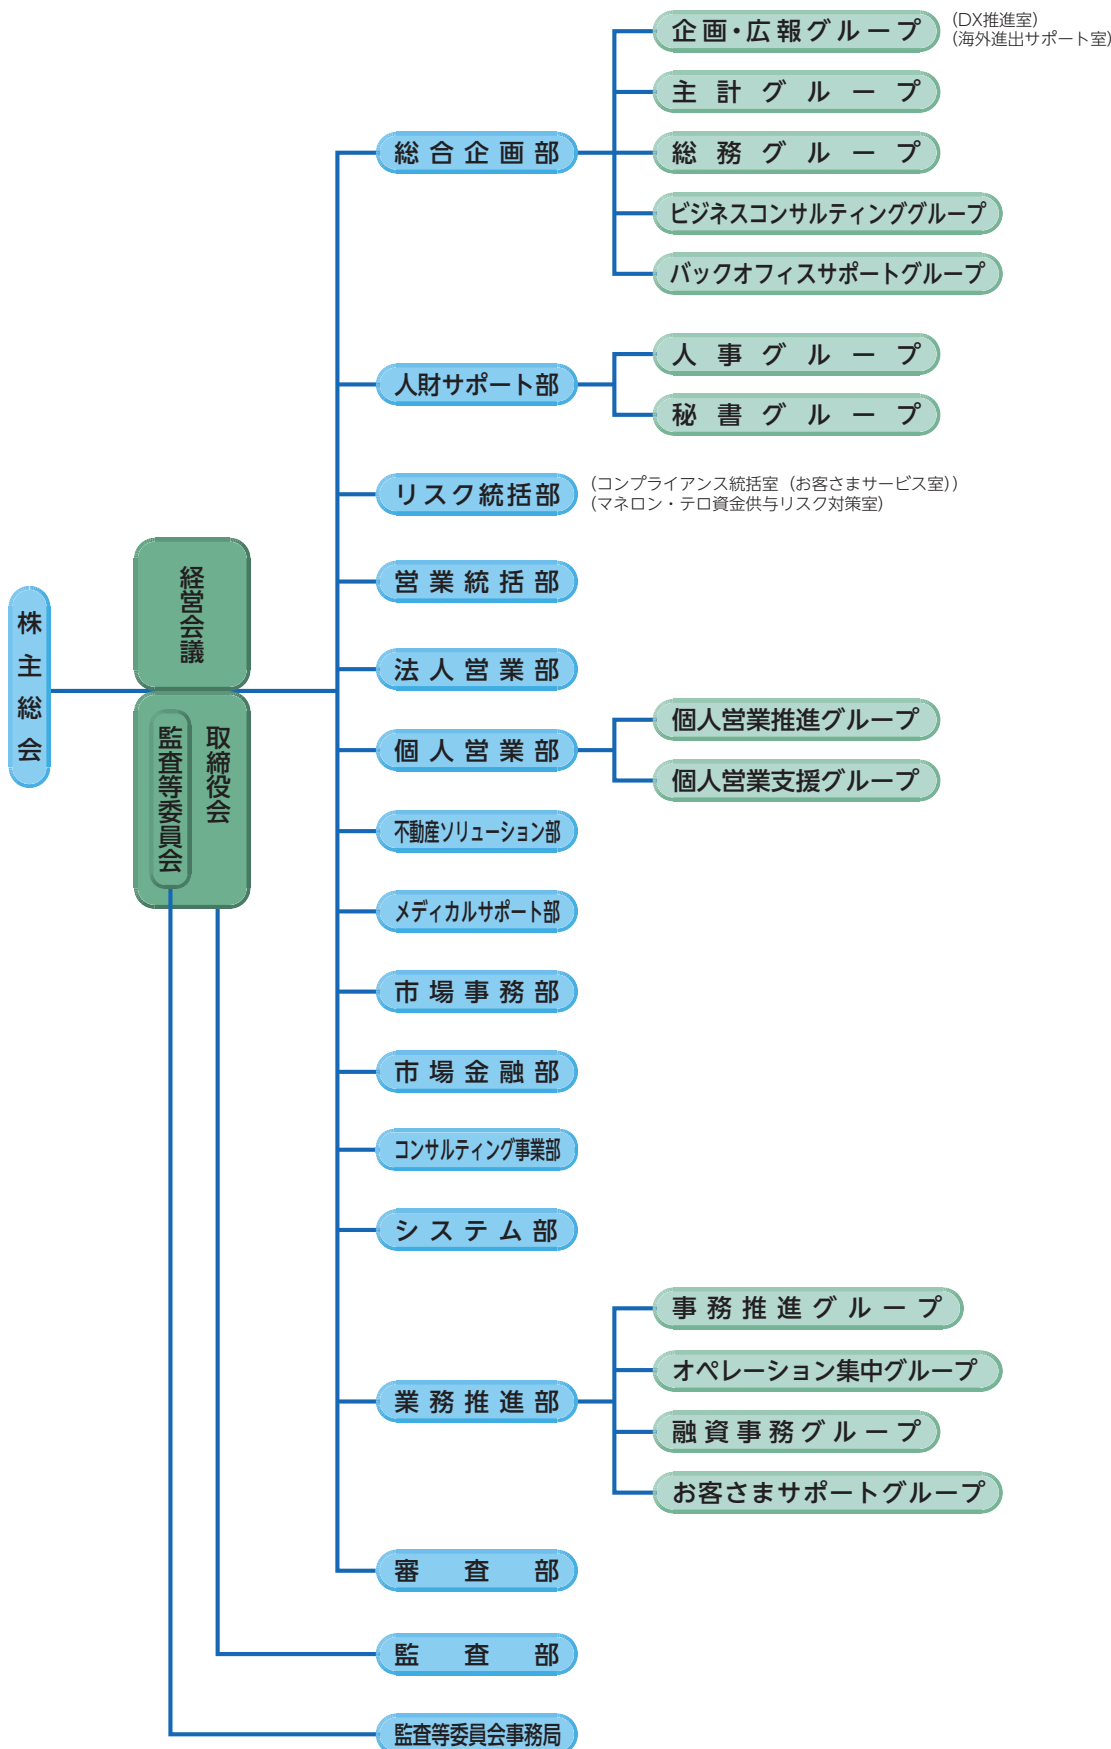 株主総会
経営会議
取締役会
監査等委員会
総合企画部
企画・広報グループ
(DX推進室)
(海外進出サポート室)
主計グループ
総務グループ
ビジネスコンサルティンググループ
バックオフィスサポートグループ
人財サポート部
人事グループ
秘書グループ
リスク統括部
(コンプライアンス統括室(お客さまサービス室))
(マネロン・テロ資金供与リスク対策室)
営業統括部
法人営業部
個人営業部
個人営業推進グループ
個人営業支援グループ
不動産ソリューション部
メディカルサポート部
市場事務部
市場金融部
コンサルティング事業部
システム部
業務推進部
事務推進グループ
オペレーション集中グループ
融資事務グループ
お客さまサポートグループ
審査部
監査部
監査等委員会事務局